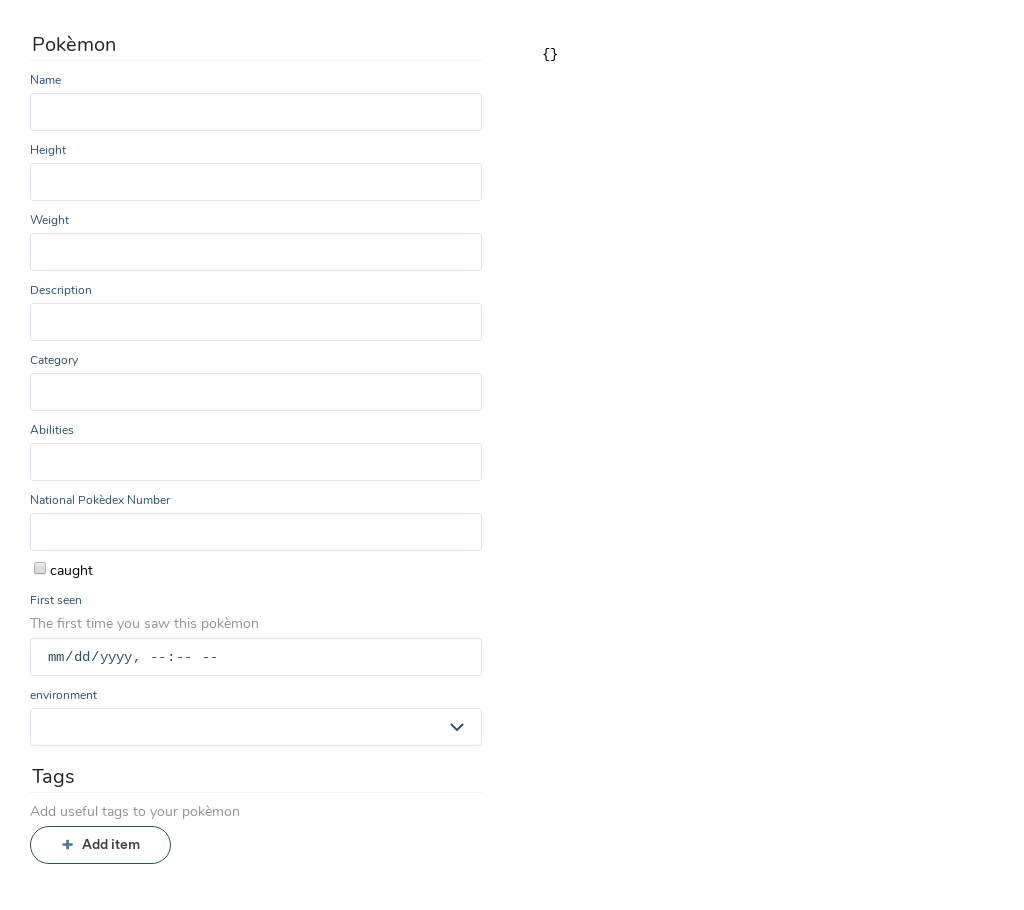 Pokèmon
{}
Name
Height
Weight
Description
Category
Abilities
National Pokèdex Number
caught
First seen
The first time you saw this pokèmon
mm/dd/yyyy, --:-- --
environment
Tags
Add useful tags to your pokèmon
+ Add item